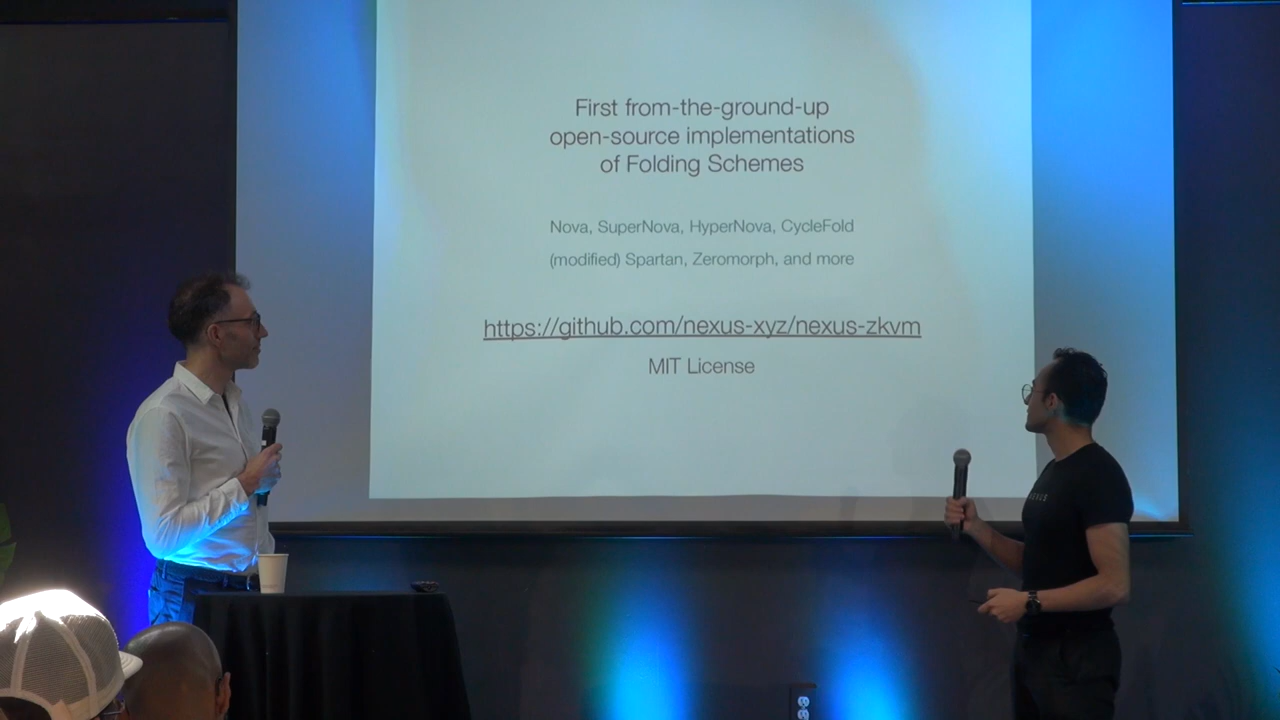 First from-the-ground-up
open-source implementations
of Folding Schemes
Nova, SuperNova, HyperNova, CycleFold
(modified) Spartan, Zeromorph, and more
https://github.com/nexus-xyz/nexus-zkvm
MIT License
NEXUS